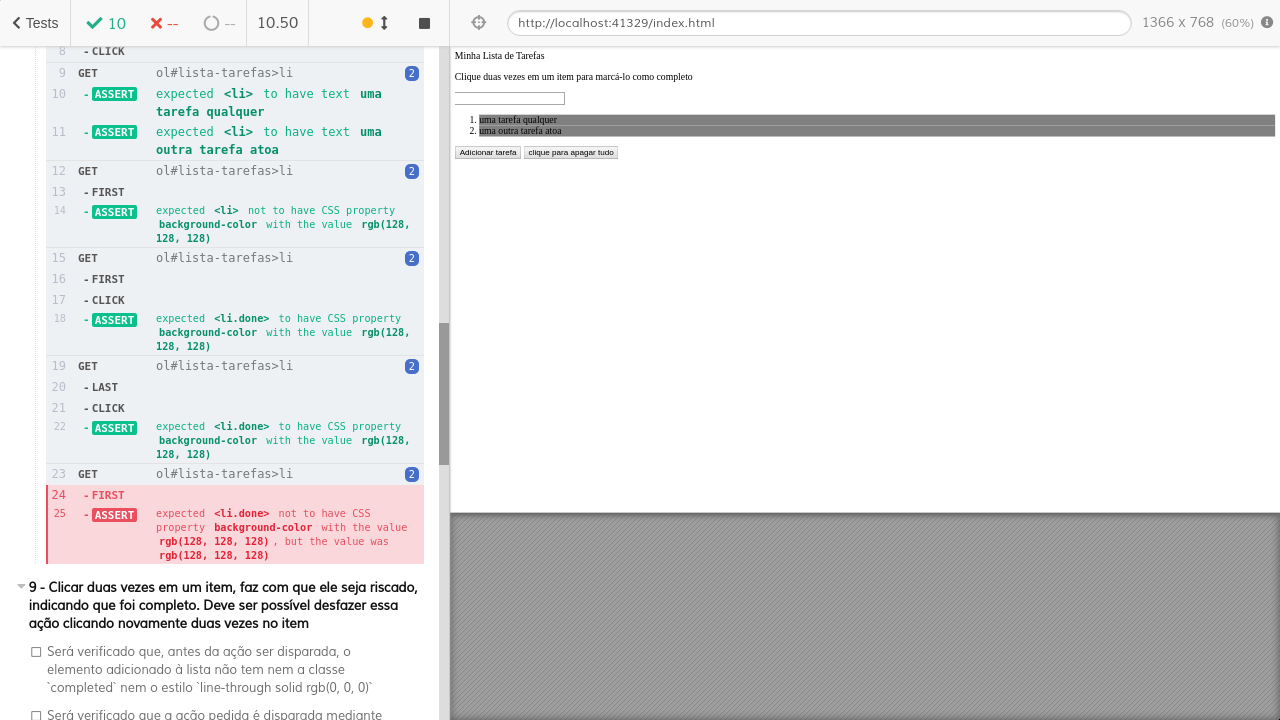 Tests
10
--
--
10.50
http://localhost:41329/index.html
1366 x 768 (60%)
8 - CLICK
9 GET ol#lista-tarefas>li 2
10 - ASSERT expected <li> to have text uma
tarefa qualquer
11 - ASSERT expected <li> to have text uma
outra tarefa atoa
12 GET ol#lista-tarefas>li 2
13 - FIRST
14 - ASSERT expected <li> not to have CSS property
background-color with the value rgb(128,
128, 128)
15 GET ol#lista-tarefas>li 2
16 - FIRST
17 - CLICK
18 - ASSERT expected <li.done> to have CSS property
background-color with the value rgb(128,
128, 128)
19 GET ol#lista-tarefas>li 2
20 - LAST
21 - CLICK
22 - ASSERT expected <li.done> to have CSS property
background-color with the value rgb(128,
128, 128)
23 GET ol#lista-tarefas>li 2
24 - FIRST
25 - ASSERT expected <li.done> not to have CSS
property background-color with the value
rgb(128, 128, 128), but the value was
rgb(128, 128, 128)
9 - Clicar duas vezes em um item, faz com que ele seja riscado,
indicando que foi completo. Deve ser possível desfazer essa
ação clicando novamente duas vezes no item
Será verificado que, antes da ação ser disparada, o
elemento adicionado à lista não tem nem a classe
`completed` nem o estilo `line-through solid rgb(0, 0, 0)`
Será verificado que a ação pedida é disparada mediante
Minha Lista de Tarefas
Clique duas vezes em um item para marcá-lo como completo
1. uma tarefa qualquer
2. uma outra tarefa atoa
Adicionar tarefa
clique para apagar tudo